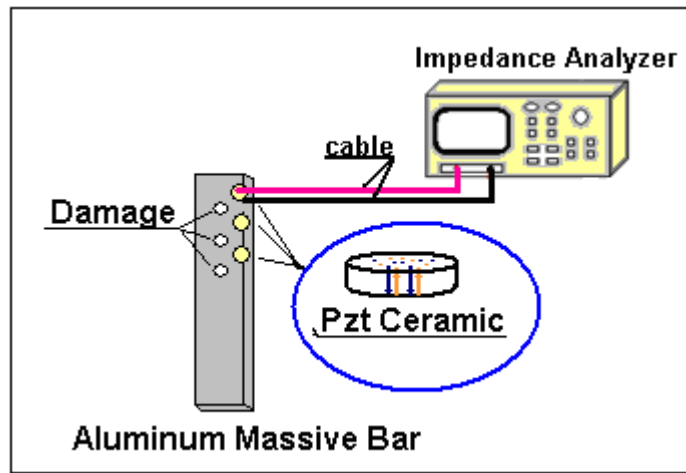 Impedance Analyzer
cable
Damage
Pzt Ceramic
Aluminum Massive Bar